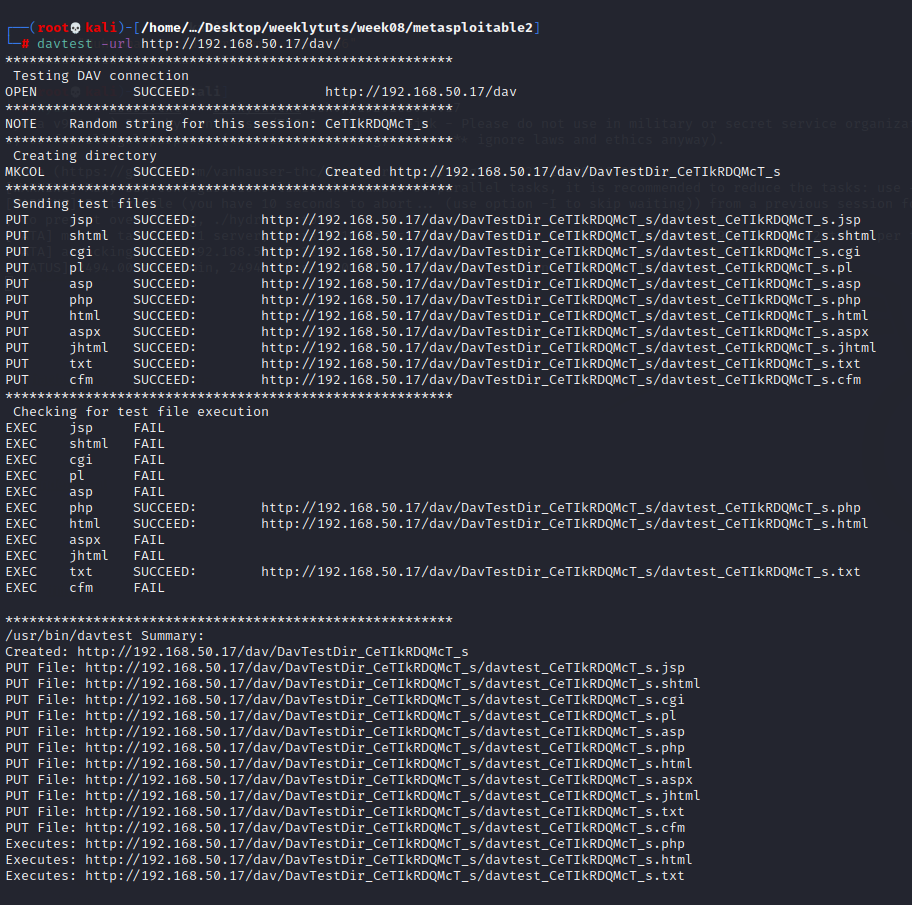 ┌──(root💀kali)-[/home/…/Desktop/weeklytuts/week08/metasploitable2]
└─# davtest -url http://192.168.50.17/dav/
********************************************************
 Testing DAV connection
OPEN SUCCEED: http://192.168.50.17/dav
********************************************************
NOTE Random string for this session: CeTIkRDQMcT_s
********************************************************
 Creating directory
MKCOL SUCCEED: Created http://192.168.50.17/dav/DavTestDir_CeTIkRDQMcT_s
********************************************************
 Sending test files
PUT jsp SUCCEED: http://192.168.50.17/dav/DavTestDir_CeTIkRDQMcT_s/davtest_CeTIkRDQMcT_s.jsp
PUT shtml SUCCEED: http://192.168.50.17/dav/DavTestDir_CeTIkRDQMcT_s/davtest_CeTIkRDQMcT_s.shtml
PUT cgi SUCCEED: http://192.168.50.17/dav/DavTestDir_CeTIkRDQMcT_s/davtest_CeTIkRDQMcT_s.cgi
PUT pl SUCCEED: http://192.168.50.17/dav/DavTestDir_CeTIkRDQMcT_s/davtest_CeTIkRDQMcT_s.pl
PUT asp SUCCEED: http://192.168.50.17/dav/DavTestDir_CeTIkRDQMcT_s/davtest_CeTIkRDQMcT_s.asp
PUT php SUCCEED: http://192.168.50.17/dav/DavTestDir_CeTIkRDQMcT_s/davtest_CeTIkRDQMcT_s.php
PUT html SUCCEED: http://192.168.50.17/dav/DavTestDir_CeTIkRDQMcT_s/davtest_CeTIkRDQMcT_s.html
PUT aspx SUCCEED: http://192.168.50.17/dav/DavTestDir_CeTIkRDQMcT_s/davtest_CeTIkRDQMcT_s.aspx
PUT jhtml SUCCEED: http://192.168.50.17/dav/DavTestDir_CeTIkRDQMcT_s/davtest_CeTIkRDQMcT_s.jhtml
PUT txt SUCCEED: http://192.168.50.17/dav/DavTestDir_CeTIkRDQMcT_s/davtest_CeTIkRDQMcT_s.txt
PUT cfm SUCCEED: http://192.168.50.17/dav/DavTestDir_CeTIkRDQMcT_s/davtest_CeTIkRDQMcT_s.cfm
********************************************************
 Checking for test file execution
EXEC jsp FAIL
EXEC shtml FAIL
EXEC cgi FAIL
EXEC pl FAIL
EXEC asp FAIL
EXEC php SUCCEED: http://192.168.50.17/dav/DavTestDir_CeTIkRDQMcT_s/davtest_CeTIkRDQMcT_s.php
EXEC html SUCCEED: http://192.168.50.17/dav/DavTestDir_CeTIkRDQMcT_s/davtest_CeTIkRDQMcT_s.html
EXEC aspx FAIL
EXEC jhtml FAIL
EXEC txt SUCCEED: http://192.168.50.17/dav/DavTestDir_CeTIkRDQMcT_s/davtest_CeTIkRDQMcT_s.txt
EXEC cfm FAIL
********************************************************
/usr/bin/davtest Summary:
Created: http://192.168.50.17/dav/DavTestDir_CeTIkRDQMcT_s
PUT File: http://192.168.50.17/dav/DavTestDir_CeTIkRDQMcT_s/davtest_CeTIkRDQMcT_s.jsp
PUT File: http://192.168.50.17/dav/DavTestDir_CeTIkRDQMcT_s/davtest_CeTIkRDQMcT_s.shtml
PUT File: http://192.168.50.17/dav/DavTestDir_CeTIkRDQMcT_s/davtest_CeTIkRDQMcT_s.cgi
PUT File: http://192.168.50.17/dav/DavTestDir_CeTIkRDQMcT_s/davtest_CeTIkRDQMcT_s.pl
PUT File: http://192.168.50.17/dav/DavTestDir_CeTIkRDQMcT_s/davtest_CeTIkRDQMcT_s.asp
PUT File: http://192.168.50.17/dav/DavTestDir_CeTIkRDQMcT_s/davtest_CeTIkRDQMcT_s.php
PUT File: http://192.168.50.17/dav/DavTestDir_CeTIkRDQMcT_s/davtest_CeTIkRDQMcT_s.html
PUT File: http://192.168.50.17/dav/DavTestDir_CeTIkRDQMcT_s/davtest_CeTIkRDQMcT_s.aspx
PUT File: http://192.168.50.17/dav/DavTestDir_CeTIkRDQMcT_s/davtest_CeTIkRDQMcT_s.jhtml
PUT File: http://192.168.50.17/dav/DavTestDir_CeTIkRDQMcT_s/davtest_CeTIkRDQMcT_s.txt
PUT File: http://192.168.50.17/dav/DavTestDir_CeTIkRDQMcT_s/davtest_CeTIkRDQMcT_s.cfm
Executes: http://192.168.50.17/dav/DavTestDir_CeTIkRDQMcT_s/davtest_CeTIkRDQMcT_s.php
Executes: http://192.168.50.17/dav/DavTestDir_CeTIkRDQMcT_s/davtest_CeTIkRDQMcT_s.html
Executes: http://192.168.50.17/dav/DavTestDir_CeTIkRDQMcT_s/davtest_CeTIkRDQMcT_s.txt